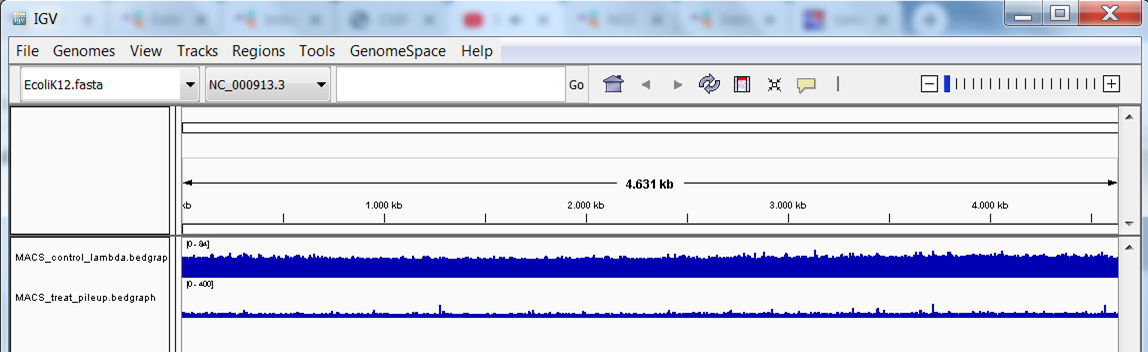 IGV
File Genomes View Tracks Regions Tools GenomeSpace Help
EcoliK12.fasta NC_000913.3 Go
4.631 kb
kb 1.000 kb 2.000 kb 3.000 kb 4.000 kb
[0 - 84]
MACS_control_lambda.bedgrap
[0 - 400]
MACS_treat_pileup.bedgraph